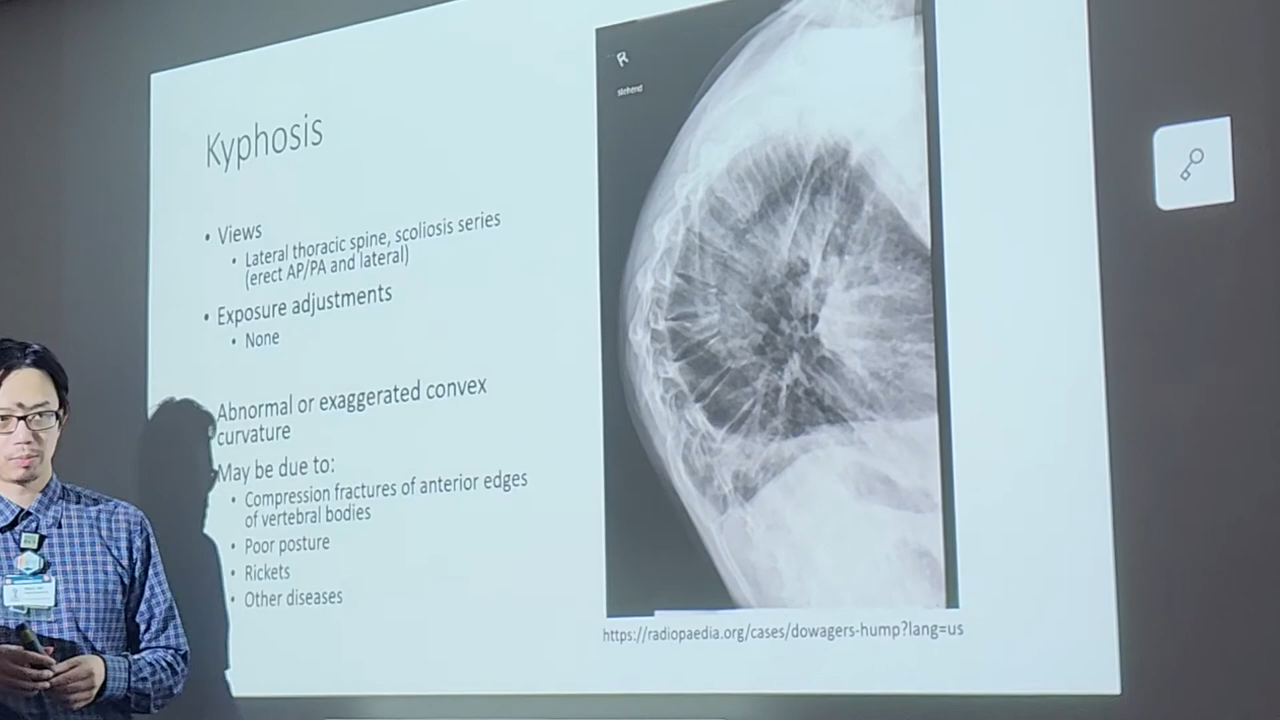 Kyphosis
• Views
• Lateral thoracic spine, scoliosis series
(erect AP/PA and lateral)
• Exposure adjustments
• None
Abnormal or exaggerated convex
curvature
May be due to:
• Compression fractures of anterior edges
of vertebral bodies
• Poor posture
• Rickets
• Other diseases
R
stehend
https://radiopaedia.org/cases/dowagers-hump?lang=us